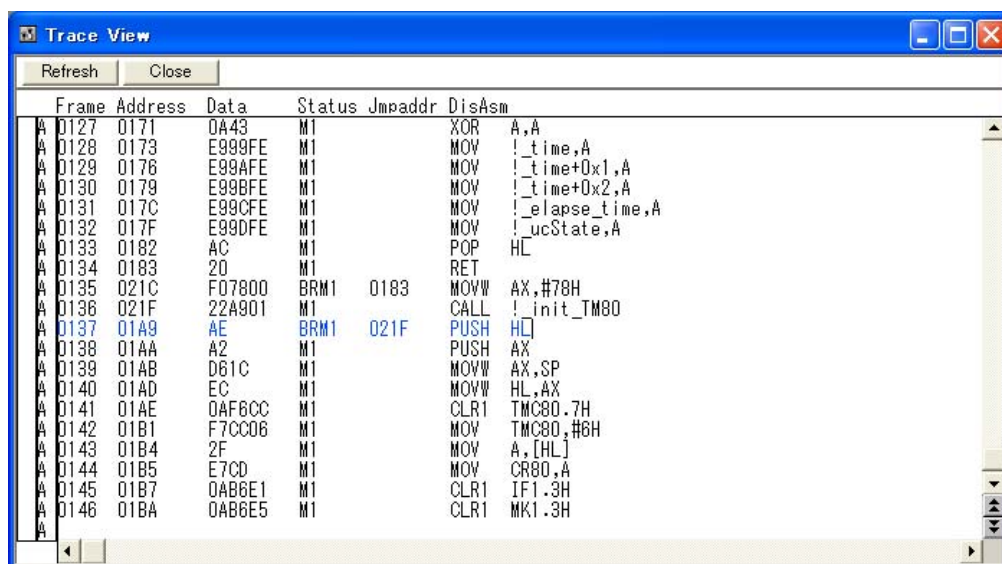 Trace View
Refresh Close
Frame Address Data Status Jmpaddr DisAsm
A 0127 0171 0A43 M1 XOR A,A
A 0128 0173 E999FE M1 MOV !_time,A
A 0129 0176 E99AFE M1 MOV !_time+0x1,A
A 0130 0179 E99BFE M1 MOV !_time+0x2,A
A 0131 017C E99CFE M1 MOV !_elapse_time,A
A 0132 017F E99DFE M1 MOV !_ucState,A
A 0133 0182 AC M1 POP HL
A 0134 0183 20 M1 RET
A 0135 021C F07800 BRM1 0183 MOVW AX,#78H
A 0136 021F 22A901 M1 CALL !_init_TM80
A 0137 01A9 AE BRM1 021F PUSH HL
A 0138 01AA A2 M1 PUSH AX
A 0139 01AB D61C M1 MOVW AX,SP
A 0140 01AD EC M1 MOVW HL,AX
A 0141 01AE 0AF6CC M1 CLR1 TMC80.7H
A 0142 01B1 F7CC06 M1 MOV TMC80,#6H
A 0143 01B4 2F M1 MOV A,[HL]
A 0144 01B5 E7CD M1 MOV CR80,A
A 0145 01B7 0AB6E1 M1 CLR1 IF1.3H
A 0146 01BA 0AB6E5 M1 CLR1 MK1.3H
A